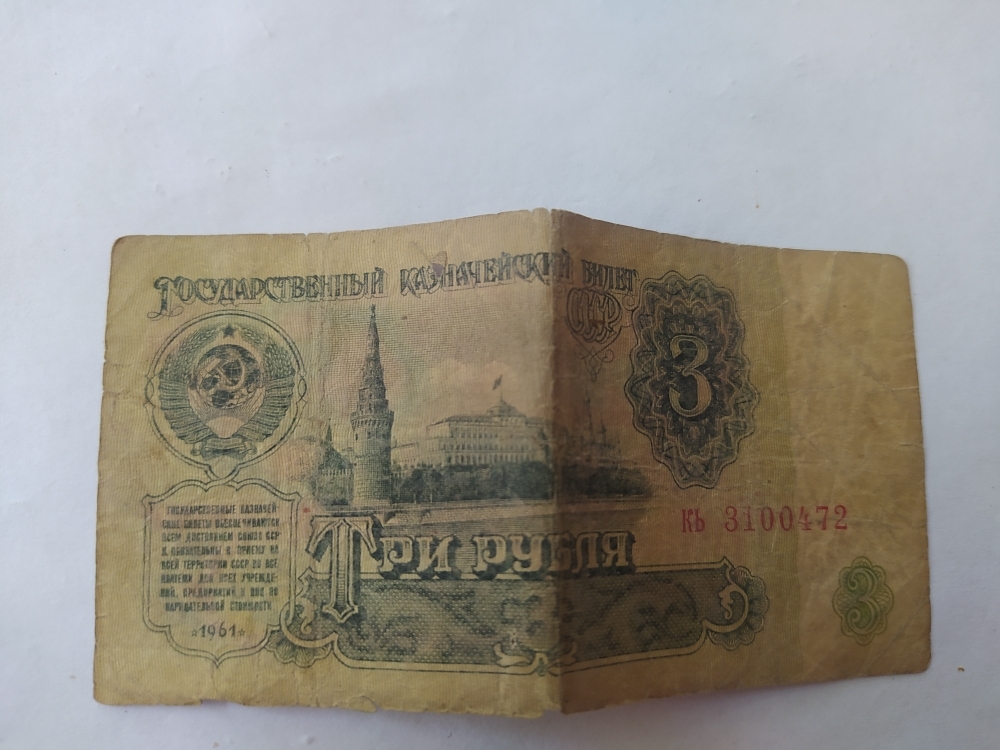 Государственный казначейский билет
СССР
3
Государственные казначей-
ские билеты обеспечиваются
всем достоянием Союза ССР
и обязательны к приему на
всей территории СССР во все
платежи для всех учрежде-
ний, предприятий и лиц по
нарицательной стоимости
1961
КЬ 3100472
Три рубля
3